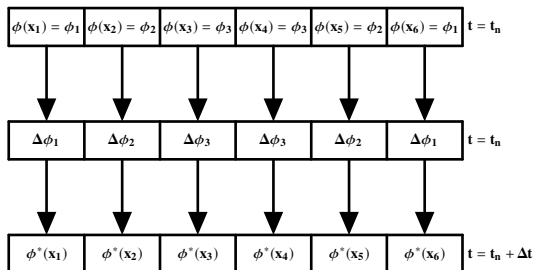 ϕ(x₁) = ϕ₁ ϕ(x₂) = ϕ₂ ϕ(x₃) = ϕ₃ ϕ(x₄) = ϕ₃ ϕ(x₅) = ϕ₂ ϕ(x₆) = ϕ₁ t = tₙ
Δϕ₁ Δϕ₂ Δϕ₃ Δϕ₃ Δϕ₂ Δϕ₁ t = tₙ
ϕ*(x₁) ϕ*(x₂) ϕ*(x₃) ϕ*(x₄) ϕ*(x₅) ϕ*(x₆) t = tₙ + Δt